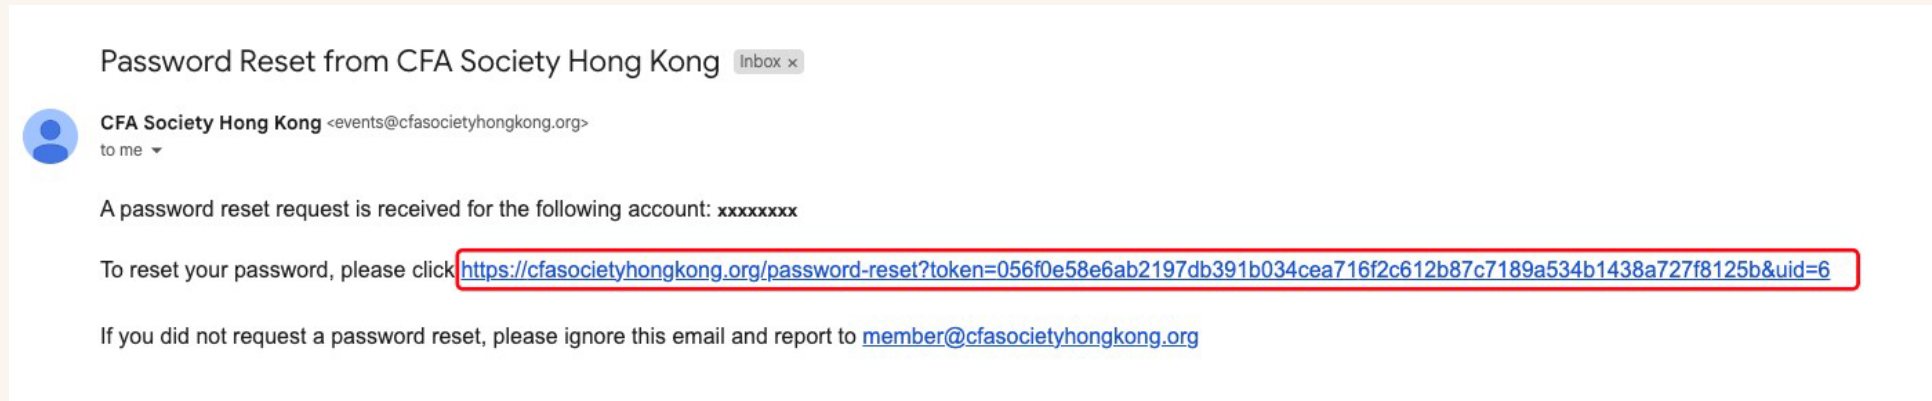 Password Reset from CFA Society Hong Kong Inbox ×
CFA Society Hong Kong <events@cfasocietyhongkong.org>
to me
A password reset request is received for the following account: xxxxxxxx
To reset your password, please click https://cfasocietyhongkong.org/password-reset?token=056f0e58e6ab2197db391b034cea716f2c612b87c7189a534b1438a727f8125b&uid=6
If you did not request a password reset, please ignore this email and report to member@cfasocietyhongkong.org